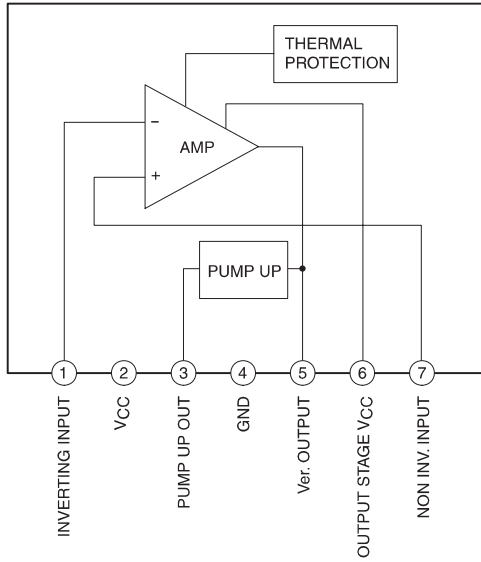 THERMAL
PROTECTION
−
AMP
+
PUMP UP
1
2
3
4
5
6
7
INVERTING INPUT
VCC
PUMP UP OUT
GND
Ver. OUTPUT
OUTPUT STAGE VCC
NON INV. INPUT